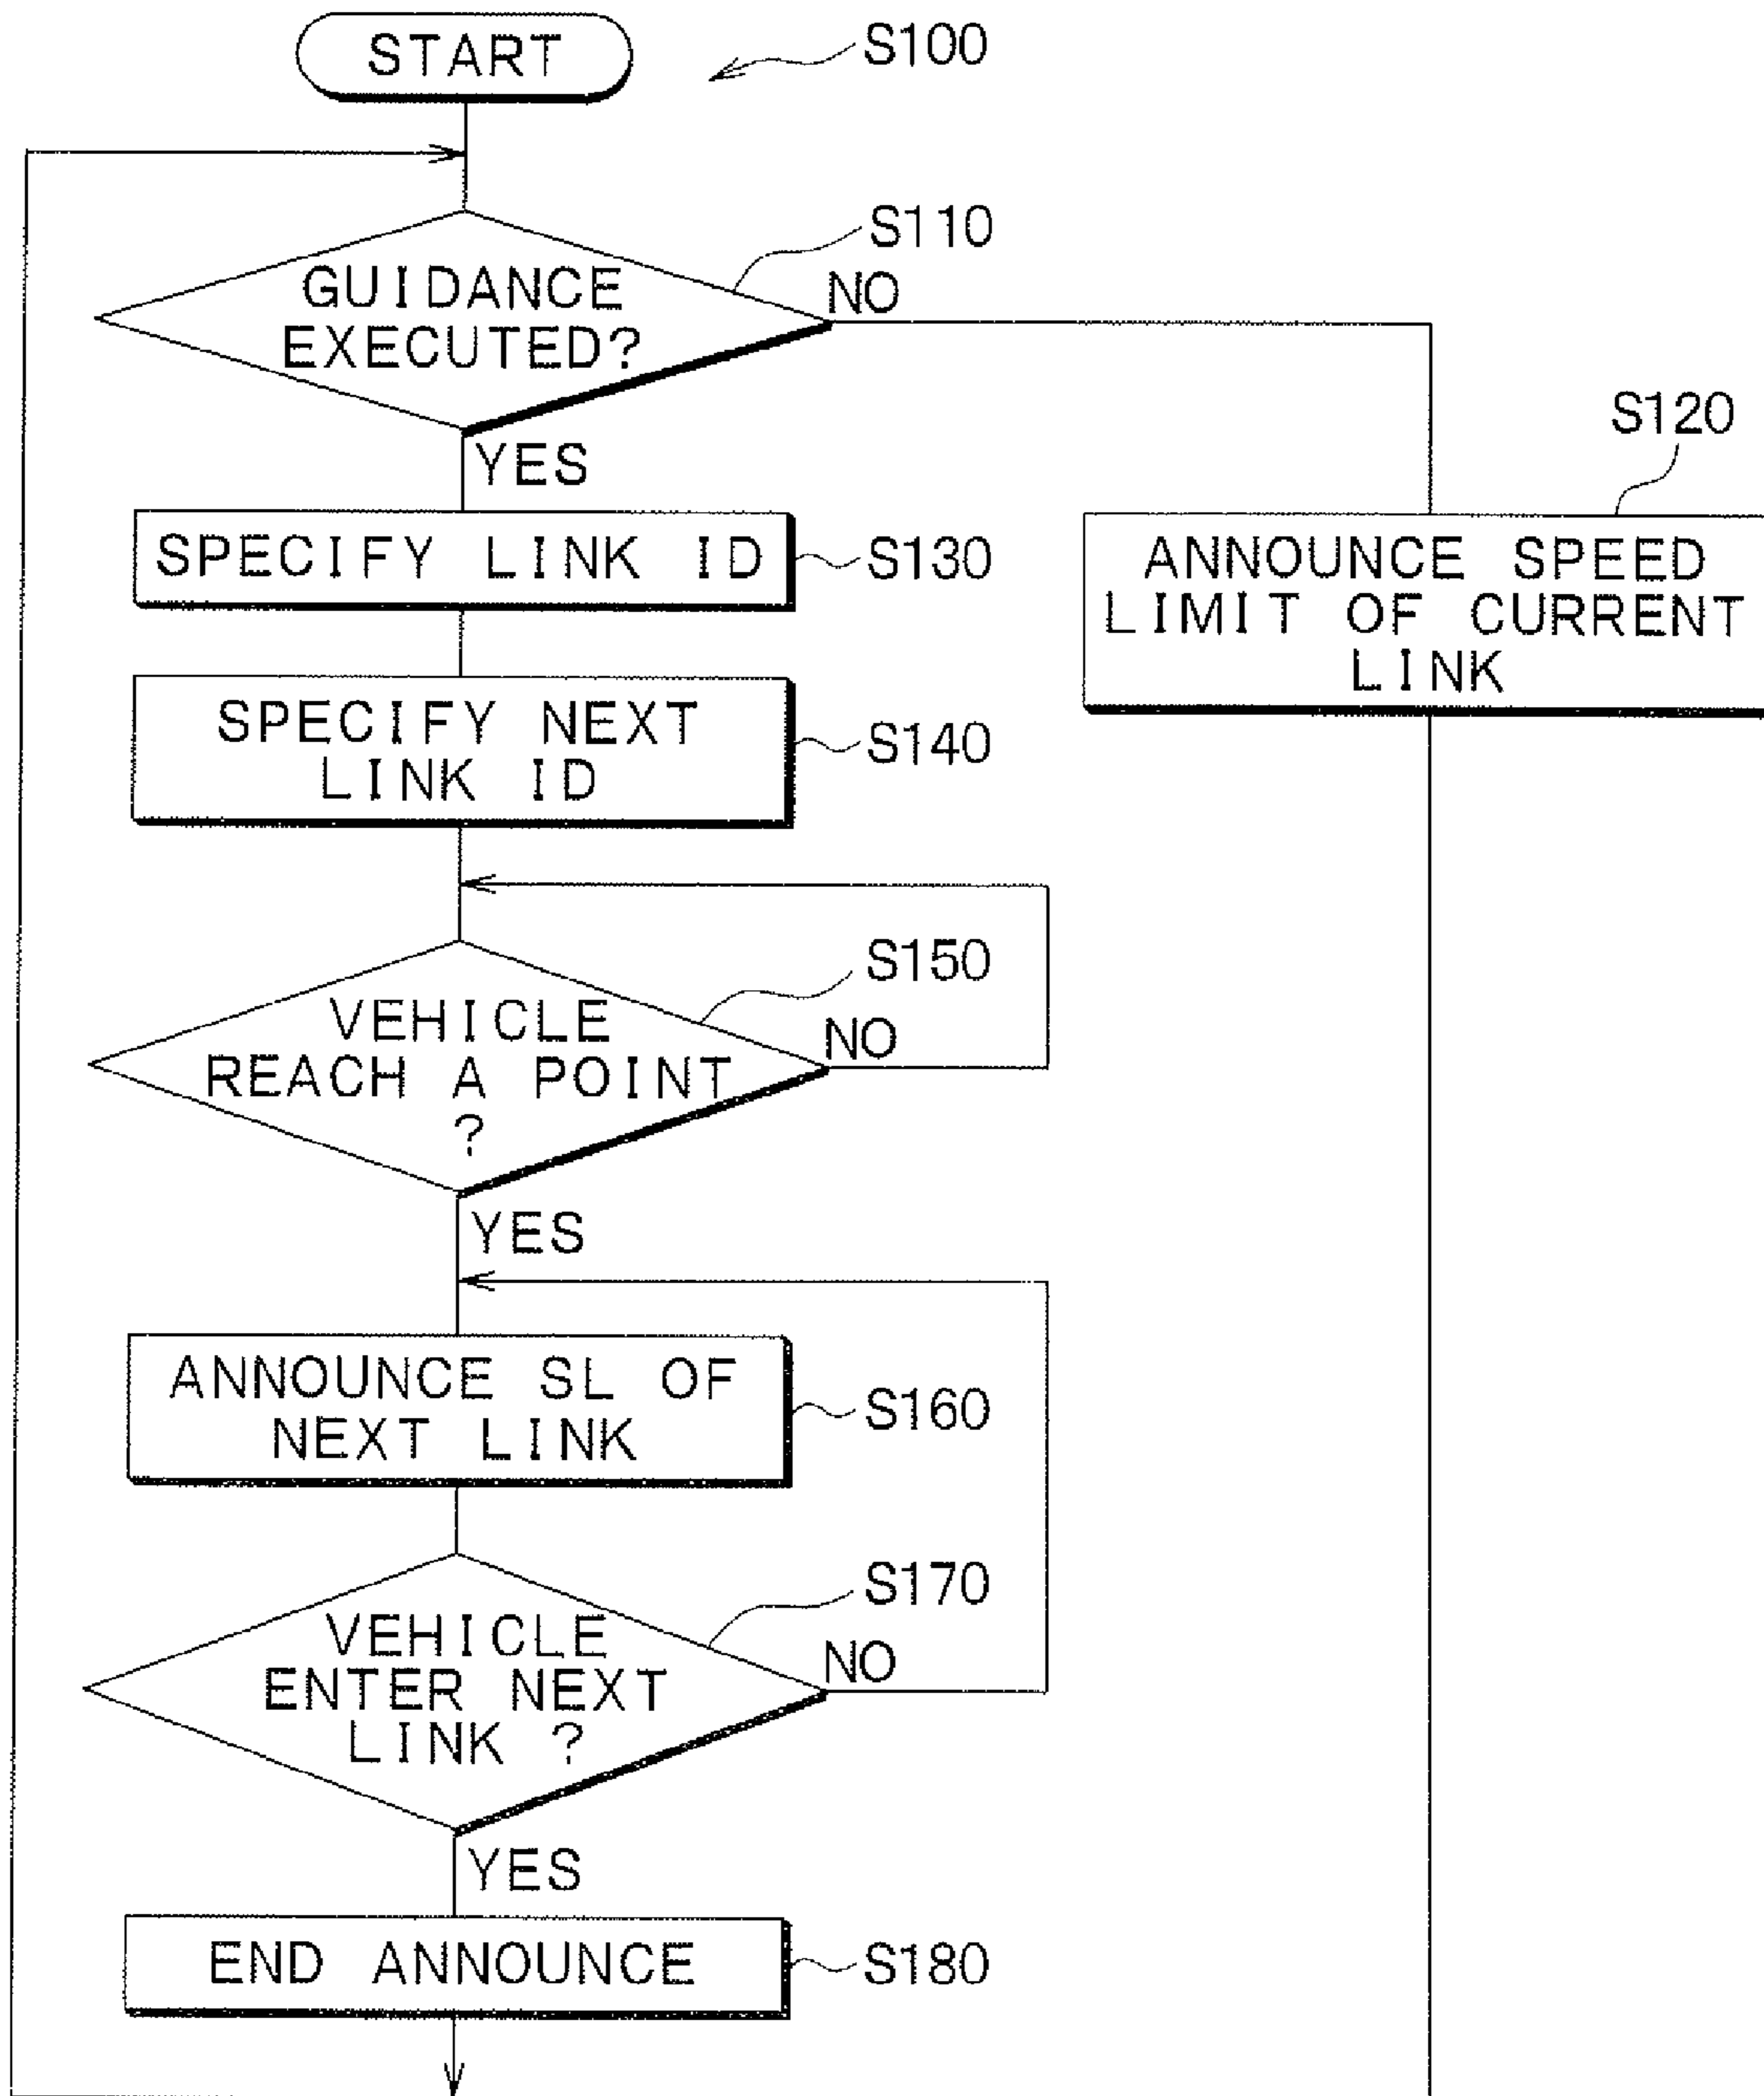 START
S100
S110
GUIDANCE
EXECUTED?
NO
YES
S120
SPECIFY LINK ID
S130
ANNOUNCE SPEED
LIMIT OF CURRENT
LINK
SPECIFY NEXT
LINK ID
S140
S150
VEHICLE
REACH A POINT
?
NO
YES
ANNOUNCE SL OF
NEXT LINK
S160
S170
VEHICLE
ENTER NEXT
LINK ?
NO
YES
END ANNOUNCE
S180